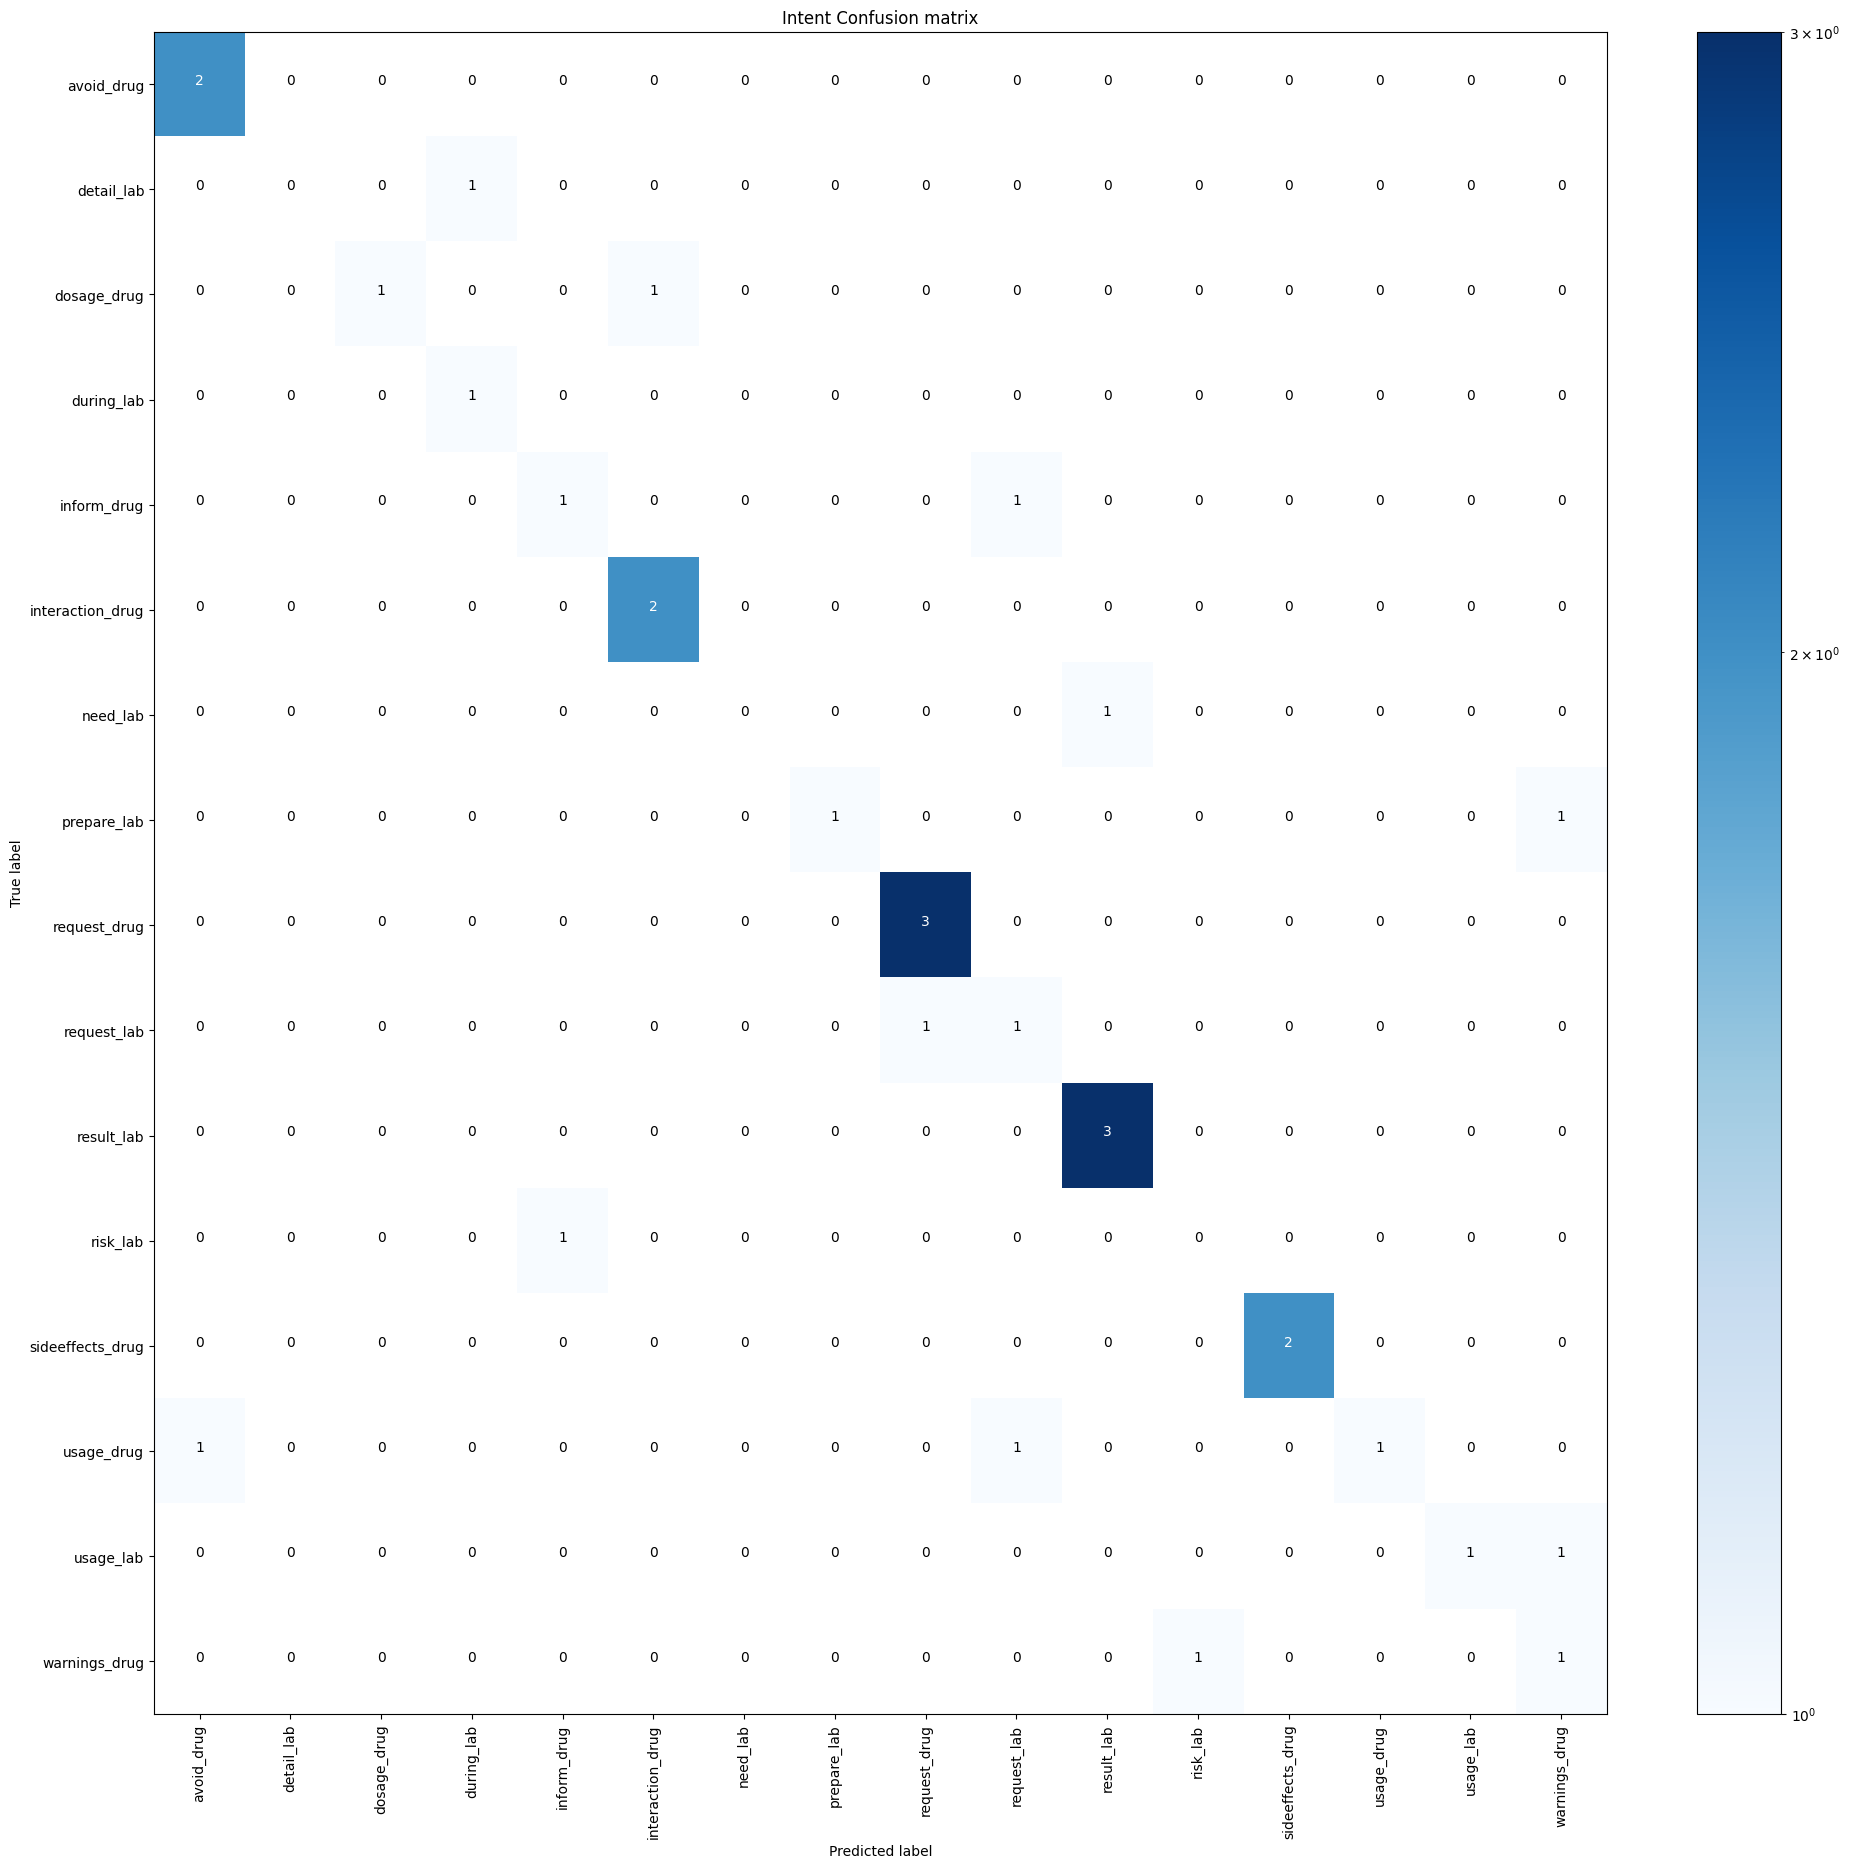 Intent Confusion matrix
avoid_drug 2 0 0 0 0 0 0 0 0 0 0 0 0 0 0 0
detail_lab 0 0 0 1 0 0 0 0 0 0 0 0 0 0 0 0
dosage_drug 0 0 1 0 0 1 0 0 0 0 0 0 0 0 0 0
during_lab 0 0 0 1 0 0 0 0 0 0 0 0 0 0 0 0
inform_drug 0 0 0 0 1 0 0 0 0 1 0 0 0 0 0 0
interaction_drug 0 0 0 0 0 2 0 0 0 0 0 0 0 0 0 0
need_lab 0 0 0 0 0 0 0 0 0 0 1 0 0 0 0 0
prepare_lab 0 0 0 0 0 0 0 1 0 0 0 0 0 0 0 1
request_drug 0 0 0 0 0 0 0 0 3 0 0 0 0 0 0 0
request_lab 0 0 0 0 0 0 0 0 1 1 0 0 0 0 0 0
result_lab 0 0 0 0 0 0 0 0 0 0 3 0 0 0 0 0
risk_lab 0 0 0 0 1 0 0 0 0 0 0 0 0 0 0 0
sideeffects_drug 0 0 0 0 0 0 0 0 0 0 0 0 2 0 0 0
usage_drug 1 0 0 0 0 0 0 0 0 1 0 0 0 1 0 0
usage_lab 0 0 0 0 0 0 0 0 0 0 0 0 0 0 1 1
warnings_drug 0 0 0 0 0 0 0 0 0 0 0 1 0 0 0 1
True label
avoid_drug
detail_lab
dosage_drug
during_lab
inform_drug
interaction_drug
need_lab
prepare_lab
request_drug
request_lab
result_lab
risk_lab
sideeffects_drug
usage_drug
usage_lab
warnings_drug
Predicted label
3 × 10⁰
2 × 10⁰
10⁰